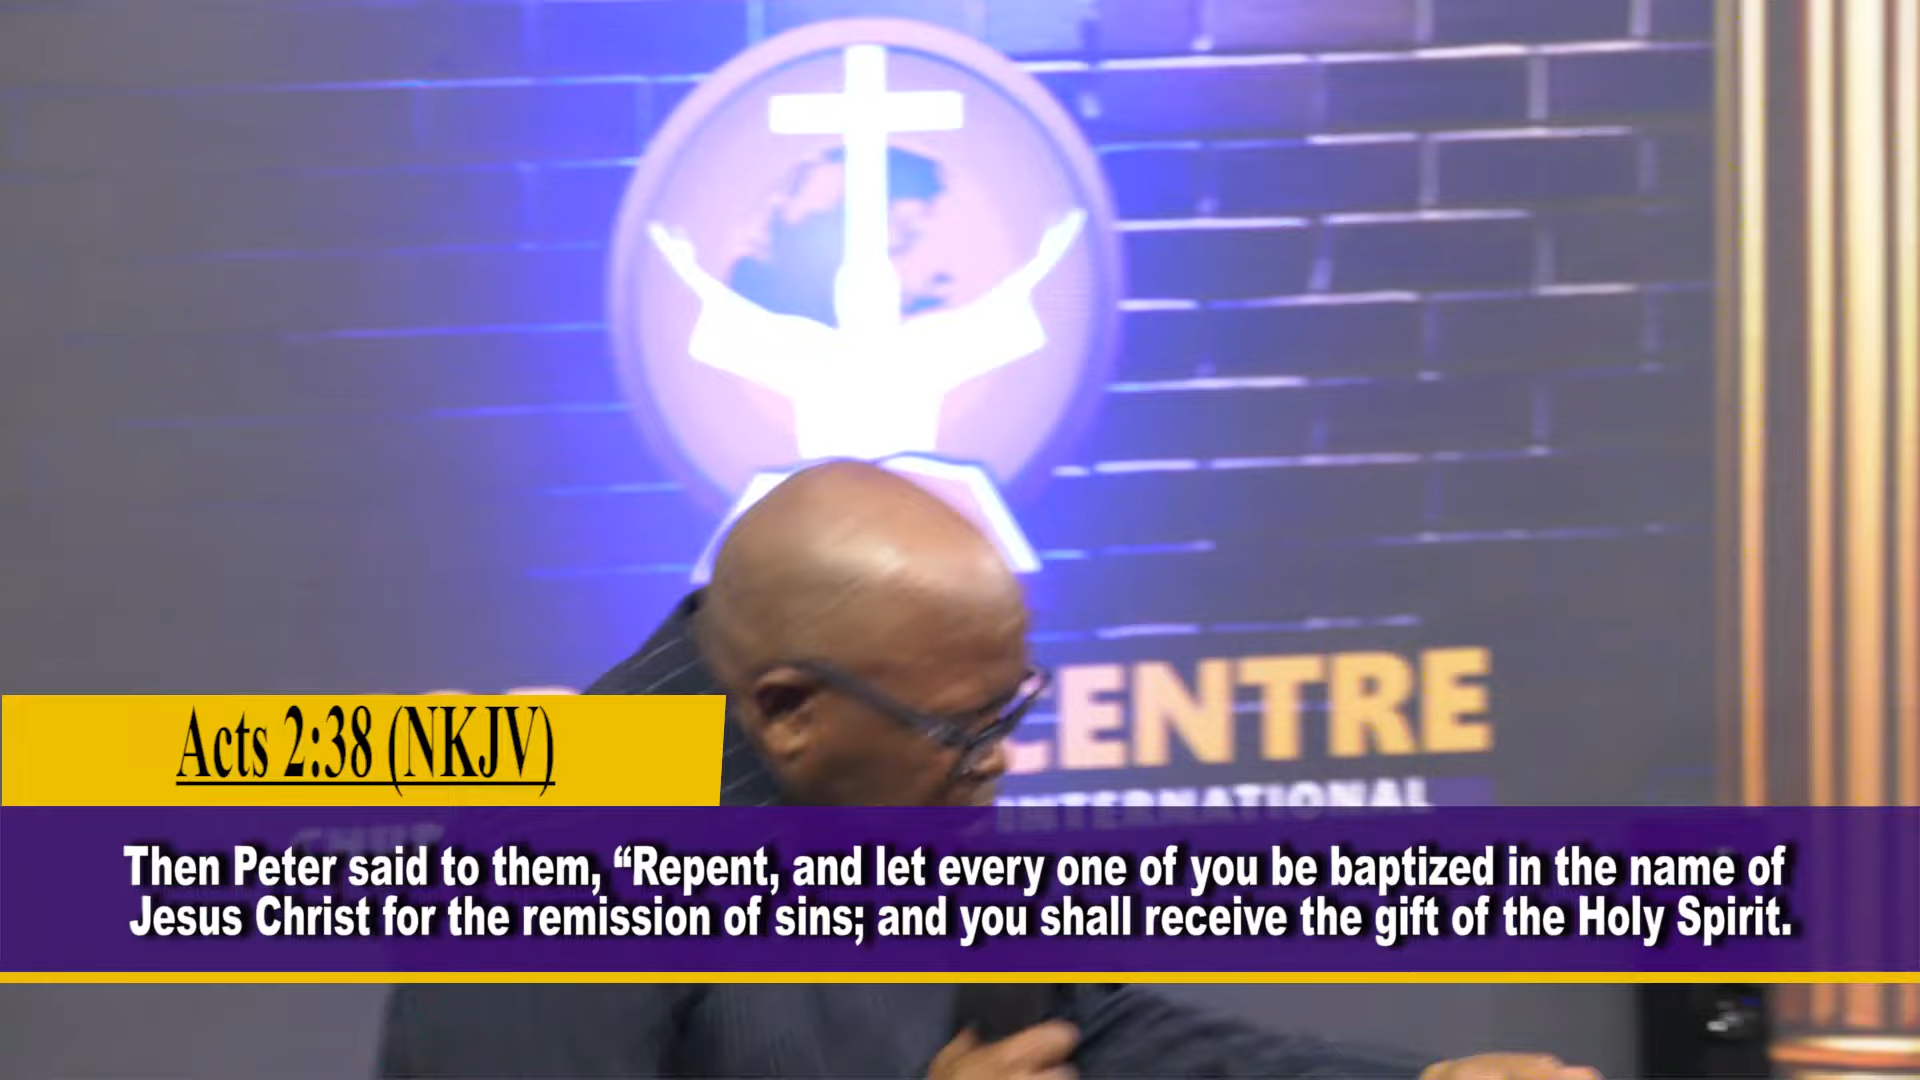 CENTRE
INTERNATIONAL
Acts 2:38 (NKJV)
Then Peter said to them, “Repent, and let every one of you be baptized in the name of
Jesus Christ for the remission of sins; and you shall receive the gift of the Holy Spirit.